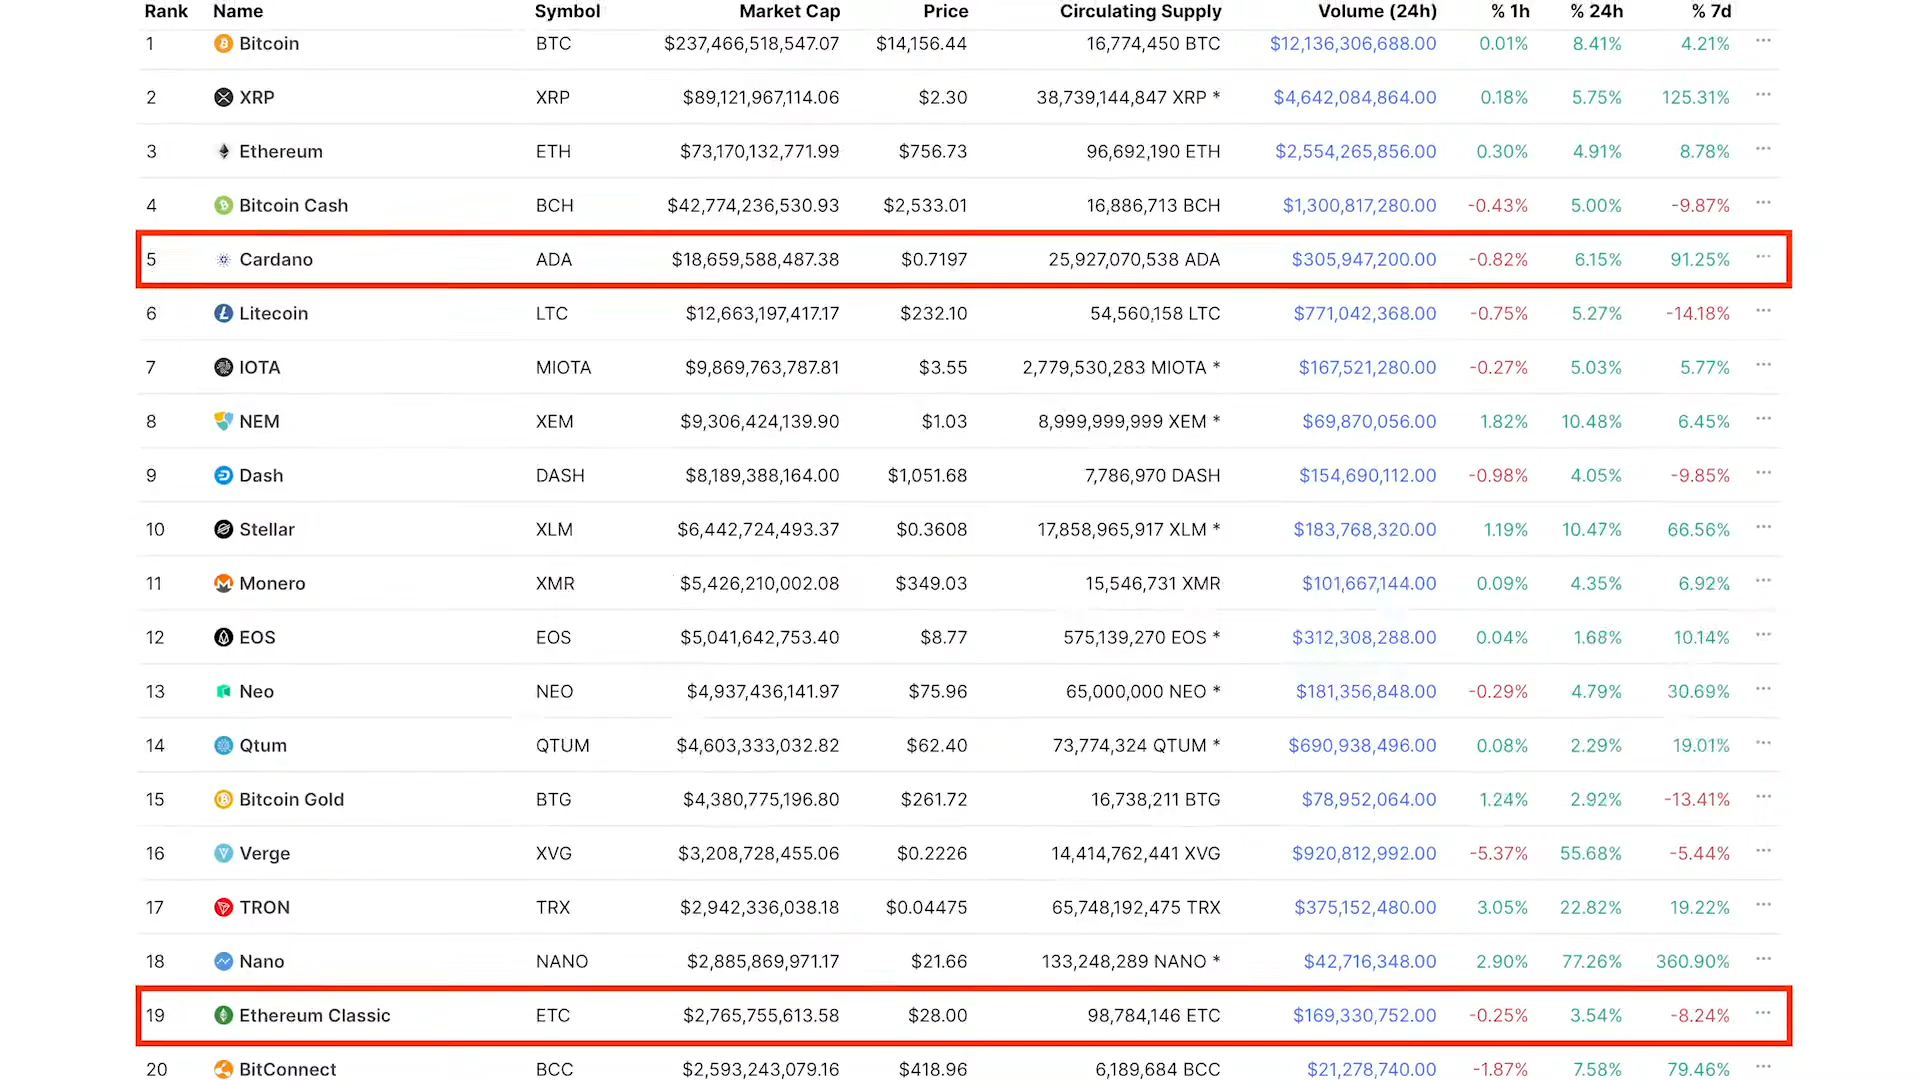 Rank Name Symbol Market Cap Price Circulating Supply Volume (24h) % 1h % 24h % 7d
1 Bitcoin BTC $237,466,518,547.07 $14,156.44 16,774,450 BTC $12,136,306,688.00 0.01% 8.41% 4.21% ...
2 XRP XRP $89,121,967,114.06 $2.30 38,739,144,847 XRP * $4,642,084,864.00 0.18% 5.75% 125.31% ...
3 Ethereum ETH $73,170,132,771.99 $756.73 96,692,190 ETH $2,554,265,856.00 0.30% 4.91% 8.78% ...
4 Bitcoin Cash BCH $42,774,236,530.93 $2,533.01 16,886,713 BCH $1,300,817,280.00 -0.43% 5.00% -9.87% ...
5 Cardano ADA $18,659,588,487.38 $0.7197 25,927,070,538 ADA $305,947,200.00 -0.82% 6.15% 91.25% ...
6 Litecoin LTC $12,663,197,417.17 $232.10 54,560,158 LTC $771,042,368.00 -0.75% 5.27% -14.18% ...
7 IOTA MIOTA $9,869,763,787.81 $3.55 2,779,530,283 MIOTA * $167,521,280.00 -0.27% 5.03% 5.77% ...
8 NEM XEM $9,306,424,139.90 $1.03 8,999,999,999 XEM * $69,870,056.00 1.82% 10.48% 6.45% ...
9 Dash DASH $8,189,388,164.00 $1,051.68 7,786,970 DASH $154,690,112.00 -0.98% 4.05% -9.85% ...
10 Stellar XLM $6,442,724,493.37 $0.3608 17,858,965,917 XLM * $183,768,320.00 1.19% 10.47% 66.56% ...
11 Monero XMR $5,426,210,002.08 $349.03 15,546,731 XMR $101,667,144.00 0.09% 4.35% 6.92% ...
12 EOS EOS $5,041,642,753.40 $8.77 575,139,270 EOS * $312,308,288.00 0.04% 1.68% 10.14% ...
13 Neo NEO $4,937,436,141.97 $75.96 65,000,000 NEO * $181,356,848.00 -0.29% 4.79% 30.69% ...
14 Qtum QTUM $4,603,333,032.82 $62.40 73,774,324 QTUM * $690,938,496.00 0.08% 2.29% 19.01% ...
15 Bitcoin Gold BTG $4,380,775,196.80 $261.72 16,738,211 BTG $78,952,064.00 1.24% 2.92% -13.41% ...
16 Verge XVG $3,208,728,455.06 $0.2226 14,414,762,441 XVG $920,812,992.00 -5.37% 55.68% -5.44% ...
17 TRON TRX $2,942,336,038.18 $0.04475 65,748,192,475 TRX $375,152,480.00 3.05% 22.82% 19.22% ...
18 Nano NANO $2,885,869,971.17 $21.66 133,248,289 NANO * $42,716,348.00 2.90% 77.26% 360.90% ...
19 Ethereum Classic ETC $2,765,755,613.58 $28.00 98,784,146 ETC $169,330,752.00 -0.25% 3.54% -8.24% ...
20 BitConnect BCC $2,593,243,079.16 $418.96 6,189,684 BCC $21,278,740.00 -1.87% 7.58% 79.46% ...